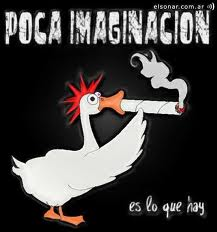 elsonar.com.ar
POCA IMAGINACION
es lo que hay